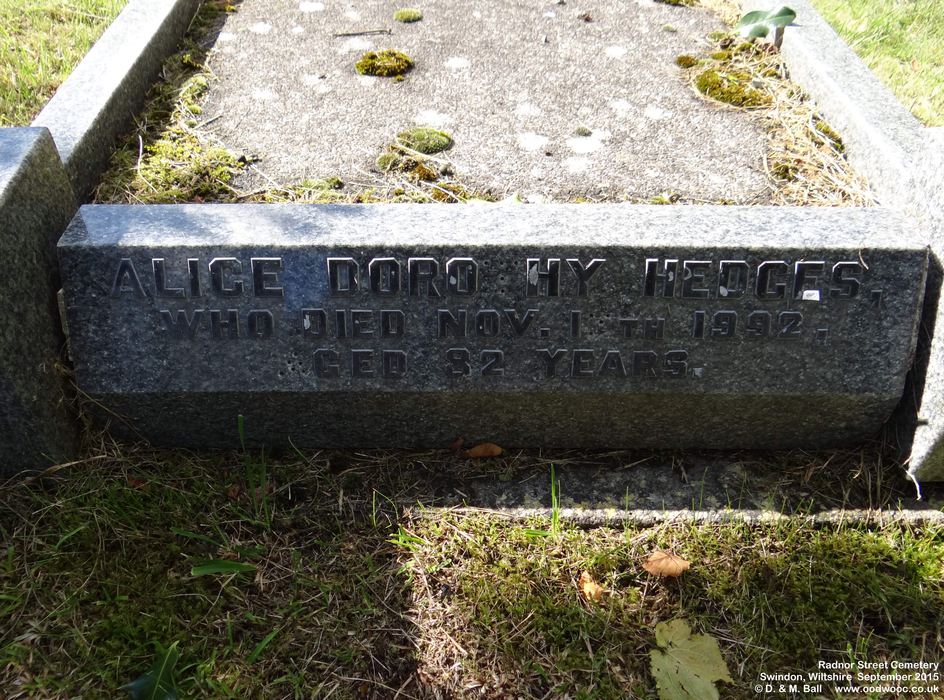 ALICE DORO HY HEDGES,
WHO DIED NOV. 1 TH 1992,
GED 82 YEARS.
Radnor Street Cemetery
Swindon, Wiltshire September 2015
© D. & M. Ball www.oodwooc.co.uk